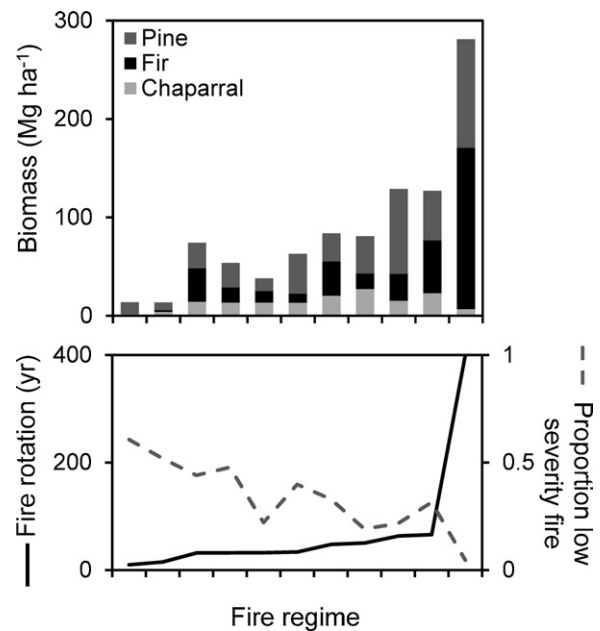 300
200
100
0
Biomass (Mg ha⁻¹)
Pine
Fir
Chaparral
400
200
0
Fire rotation (yr)
1
0.5
0
Proportion low
severity fire
Fire regime